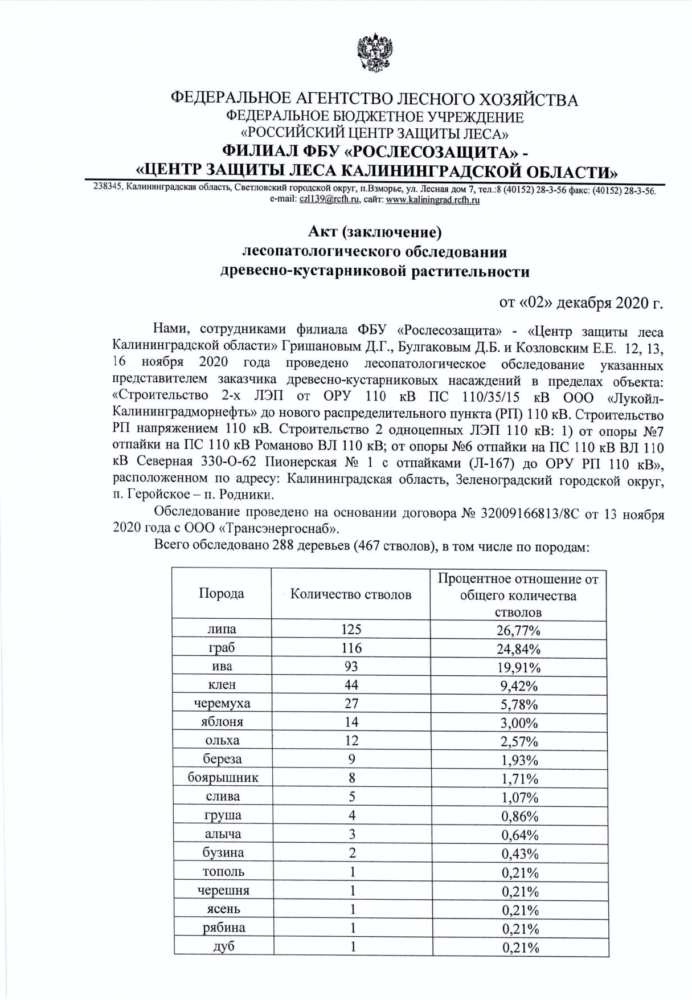 ФЕДЕРАЛЬНОЕ АГЕНТСТВО ЛЕСНОГО ХОЗЯЙСТВА
ФЕДЕРАЛЬНОЕ БЮДЖЕТНОЕ УЧРЕЖДЕНИЕ
«РОССИЙСКИЙ ЦЕНТР ЗАЩИТЫ ЛЕСА»
ФИЛИАЛ ФБУ «РОСЛЕСОЗАЩИТА» -
«ЦЕНТР ЗАЩИТЫ ЛЕСА КАЛИНИНГРАДСКОЙ ОБЛАСТИ»
238345, Калининградская область, Светловский городской округ, п.Взморье, ул. Лесная дом 7, тел.:8 (40152) 28-3-56 факс: (40152) 28-3-56.
e-mail: czl139@rcfh.ru, сайт: www.kaliningrad.rcfh.ru
Акт (заключение)
лесопатологического обследования
древесно-кустарниковой растительности
от «02» декабря 2020 г.
Нами, сотрудниками филиала ФБУ «Рослесозащита» - «Центр защиты леса
Калининградской области» Гришановым Д.Г., Булгаковым Д.Б. и Козловским Е.Е. 12, 13,
16 ноября 2020 года проведено лесопатологическое обследование указанных
представителем заказчика древесно-кустарниковых насаждений в пределах объекта:
«Строительство 2-х ЛЭП от ОРУ 110 кВ ПС 110/35/15 кВ ООО «Лукойл-
Калининградморнефть» до нового распределительного пункта (РП) 110 кВ. Строительство
РП напряжением 110 кВ. Строительство 2 одноцепных ЛЭП 110 кВ: 1) от опоры №7
отпайки на ПС 110 кВ Романово ВЛ 110 кВ; от опоры №6 отпайки на ПС 110 кВ ВЛ 110
кВ Северная 330-О-62 Пионерская № 1 с отпайками (Л-167) до ОРУ РП 110 кВ»,
расположенном по адресу: Калининградская область, Зеленоградский городской округ,
п. Геройское – п. Родники.
Обследование проведено на основании договора № 32009166813/8С от 13 ноября
2020 года с ООО «Трансэнергоснаб».
Всего обследовано 288 деревьев (467 стволов), в том числе по породам:
Порода Количество стволов Процентное отношение от
общего количества
стволов
липа 125 26,77%
граб 116 24,84%
ива 93 19,91%
клен 44 9,42%
черемуха 27 5,78%
яблоня 14 3,00%
ольха 12 2,57%
береза 9 1,93%
боярышник 8 1,71%
слива 5 1,07%
груша 4 0,86%
алыча 3 0,64%
бузина 2 0,43%
тополь 1 0,21%
черешня 1 0,21%
ясень 1 0,21%
рябина 1 0,21%
дуб 1 0,21%